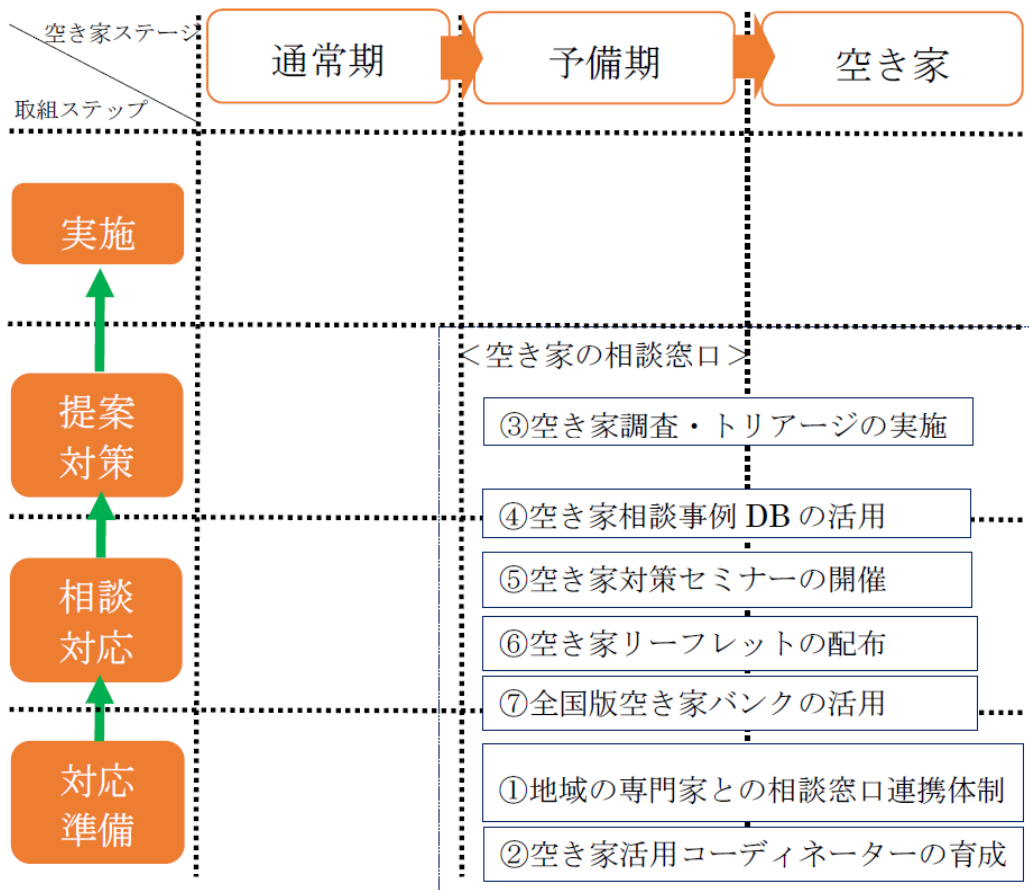 空き家ステージ
取組ステップ
通常期
予備期
空き家
実施
提案
対策
相談
対応
対応
準備
＜空き家の相談窓口＞
③空き家調査・トリアージの実施
④空き家相談事例 DB の活用
⑤空き家対策セミナーの開催
⑥空き家リーフレットの配布
⑦全国版空き家バンクの活用
①地域の専門家との相談窓口連携体制
②空き家活用コーディネーターの育成